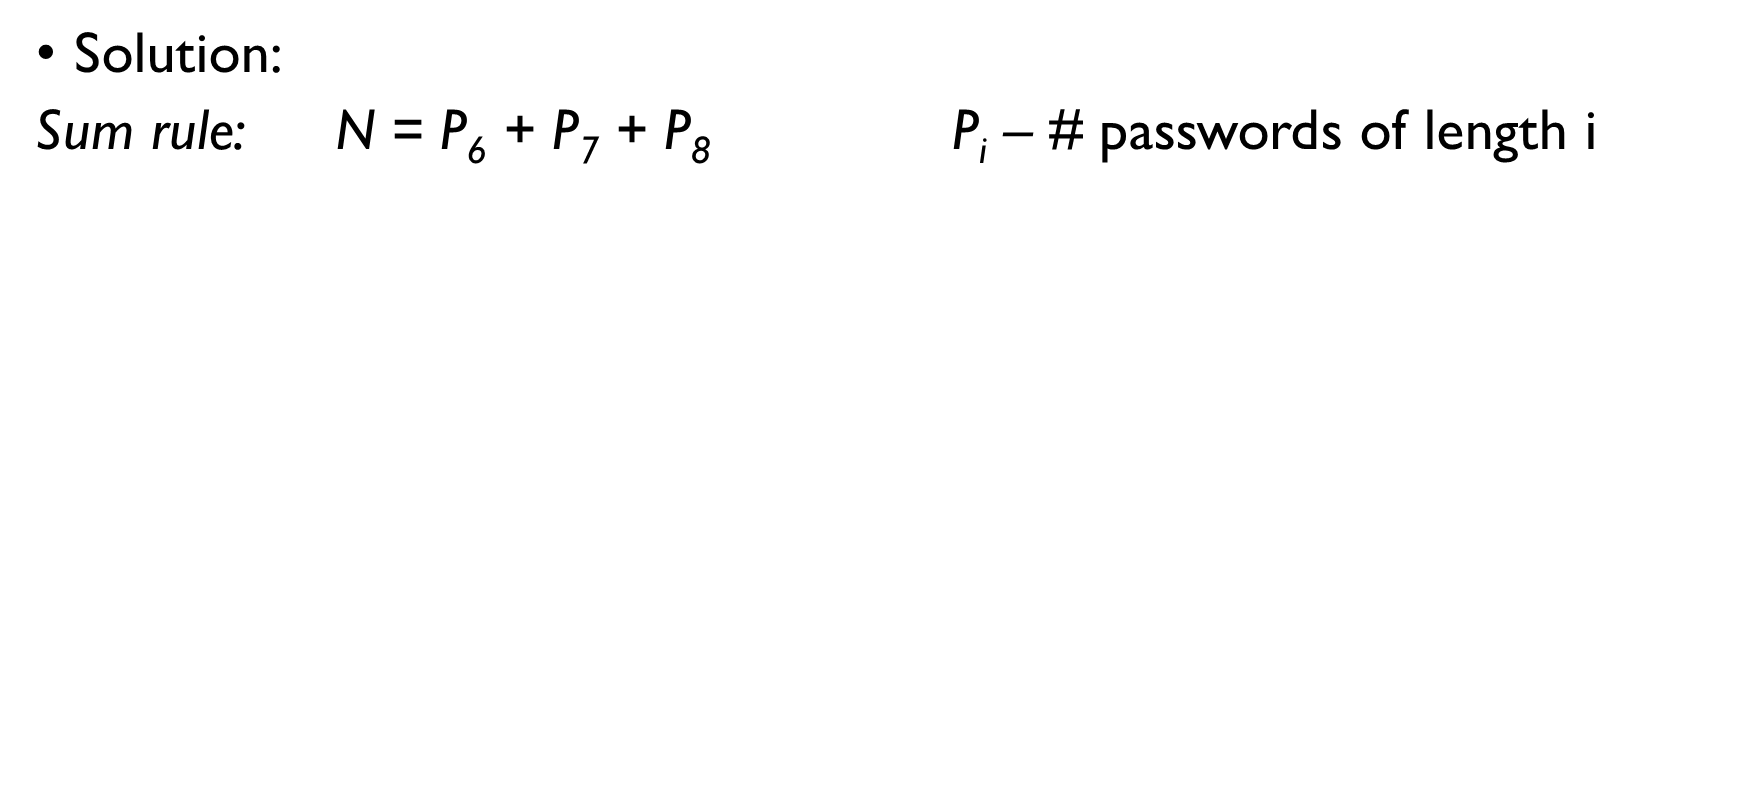 • Solution:
Sum rule: N = P₆ + P₇ + P₈ Pᵢ – # passwords of length i